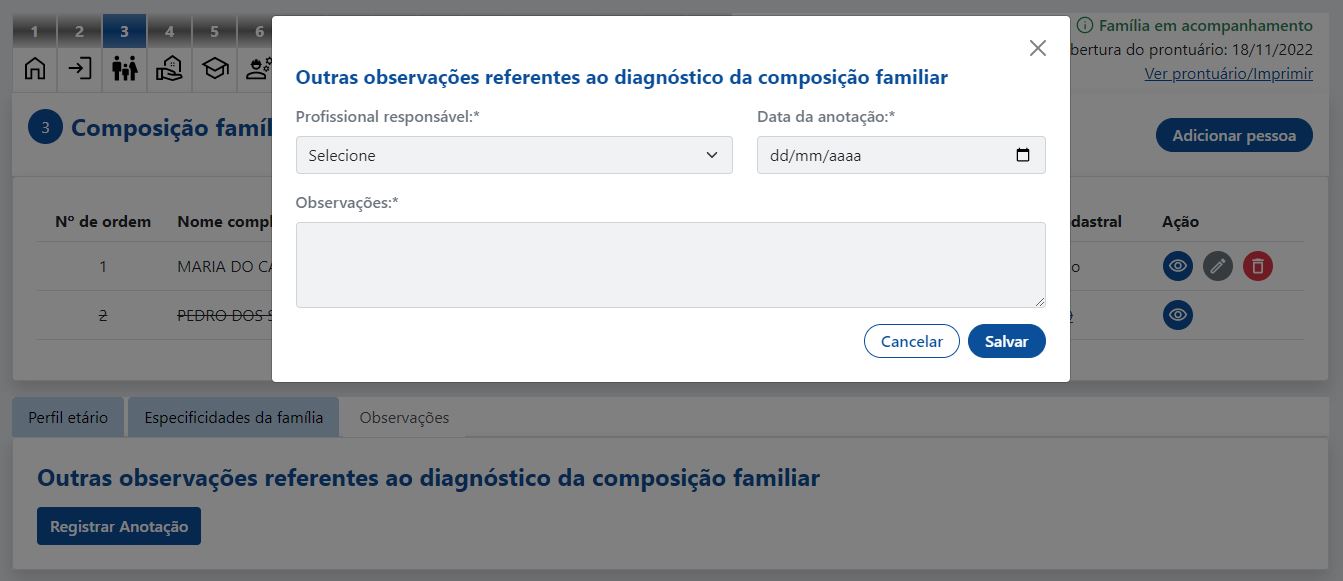 1 2 3 4 5 6
Família em acompanhamento
bertura do prontuário: 18/11/2022
Ver prontuário/Imprimir
3 Composição famíl
Adicionar pessoa
Outras observações referentes ao diagnóstico da composição familiar
Profissional responsável:* Data da anotação:*
Selecione dd/mm/aaaa
Observações:*
Cancelar Salvar
Nº de ordem Nome compl dastral Ação
1 MARIA DO CA o
2 PEDRO DOS S
Perfil etário Especificidades da família Observações
Outras observações referentes ao diagnóstico da composição familiar
Registrar Anotação